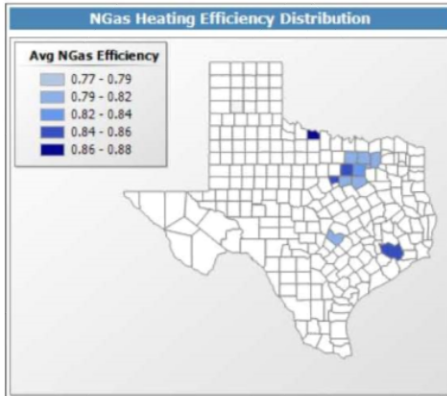 NGas Heating Efficiency Distribution
Avg NGas Efficiency
0.77 - 0.79
0.79 - 0.82
0.82 - 0.84
0.84 - 0.86
0.86 - 0.88